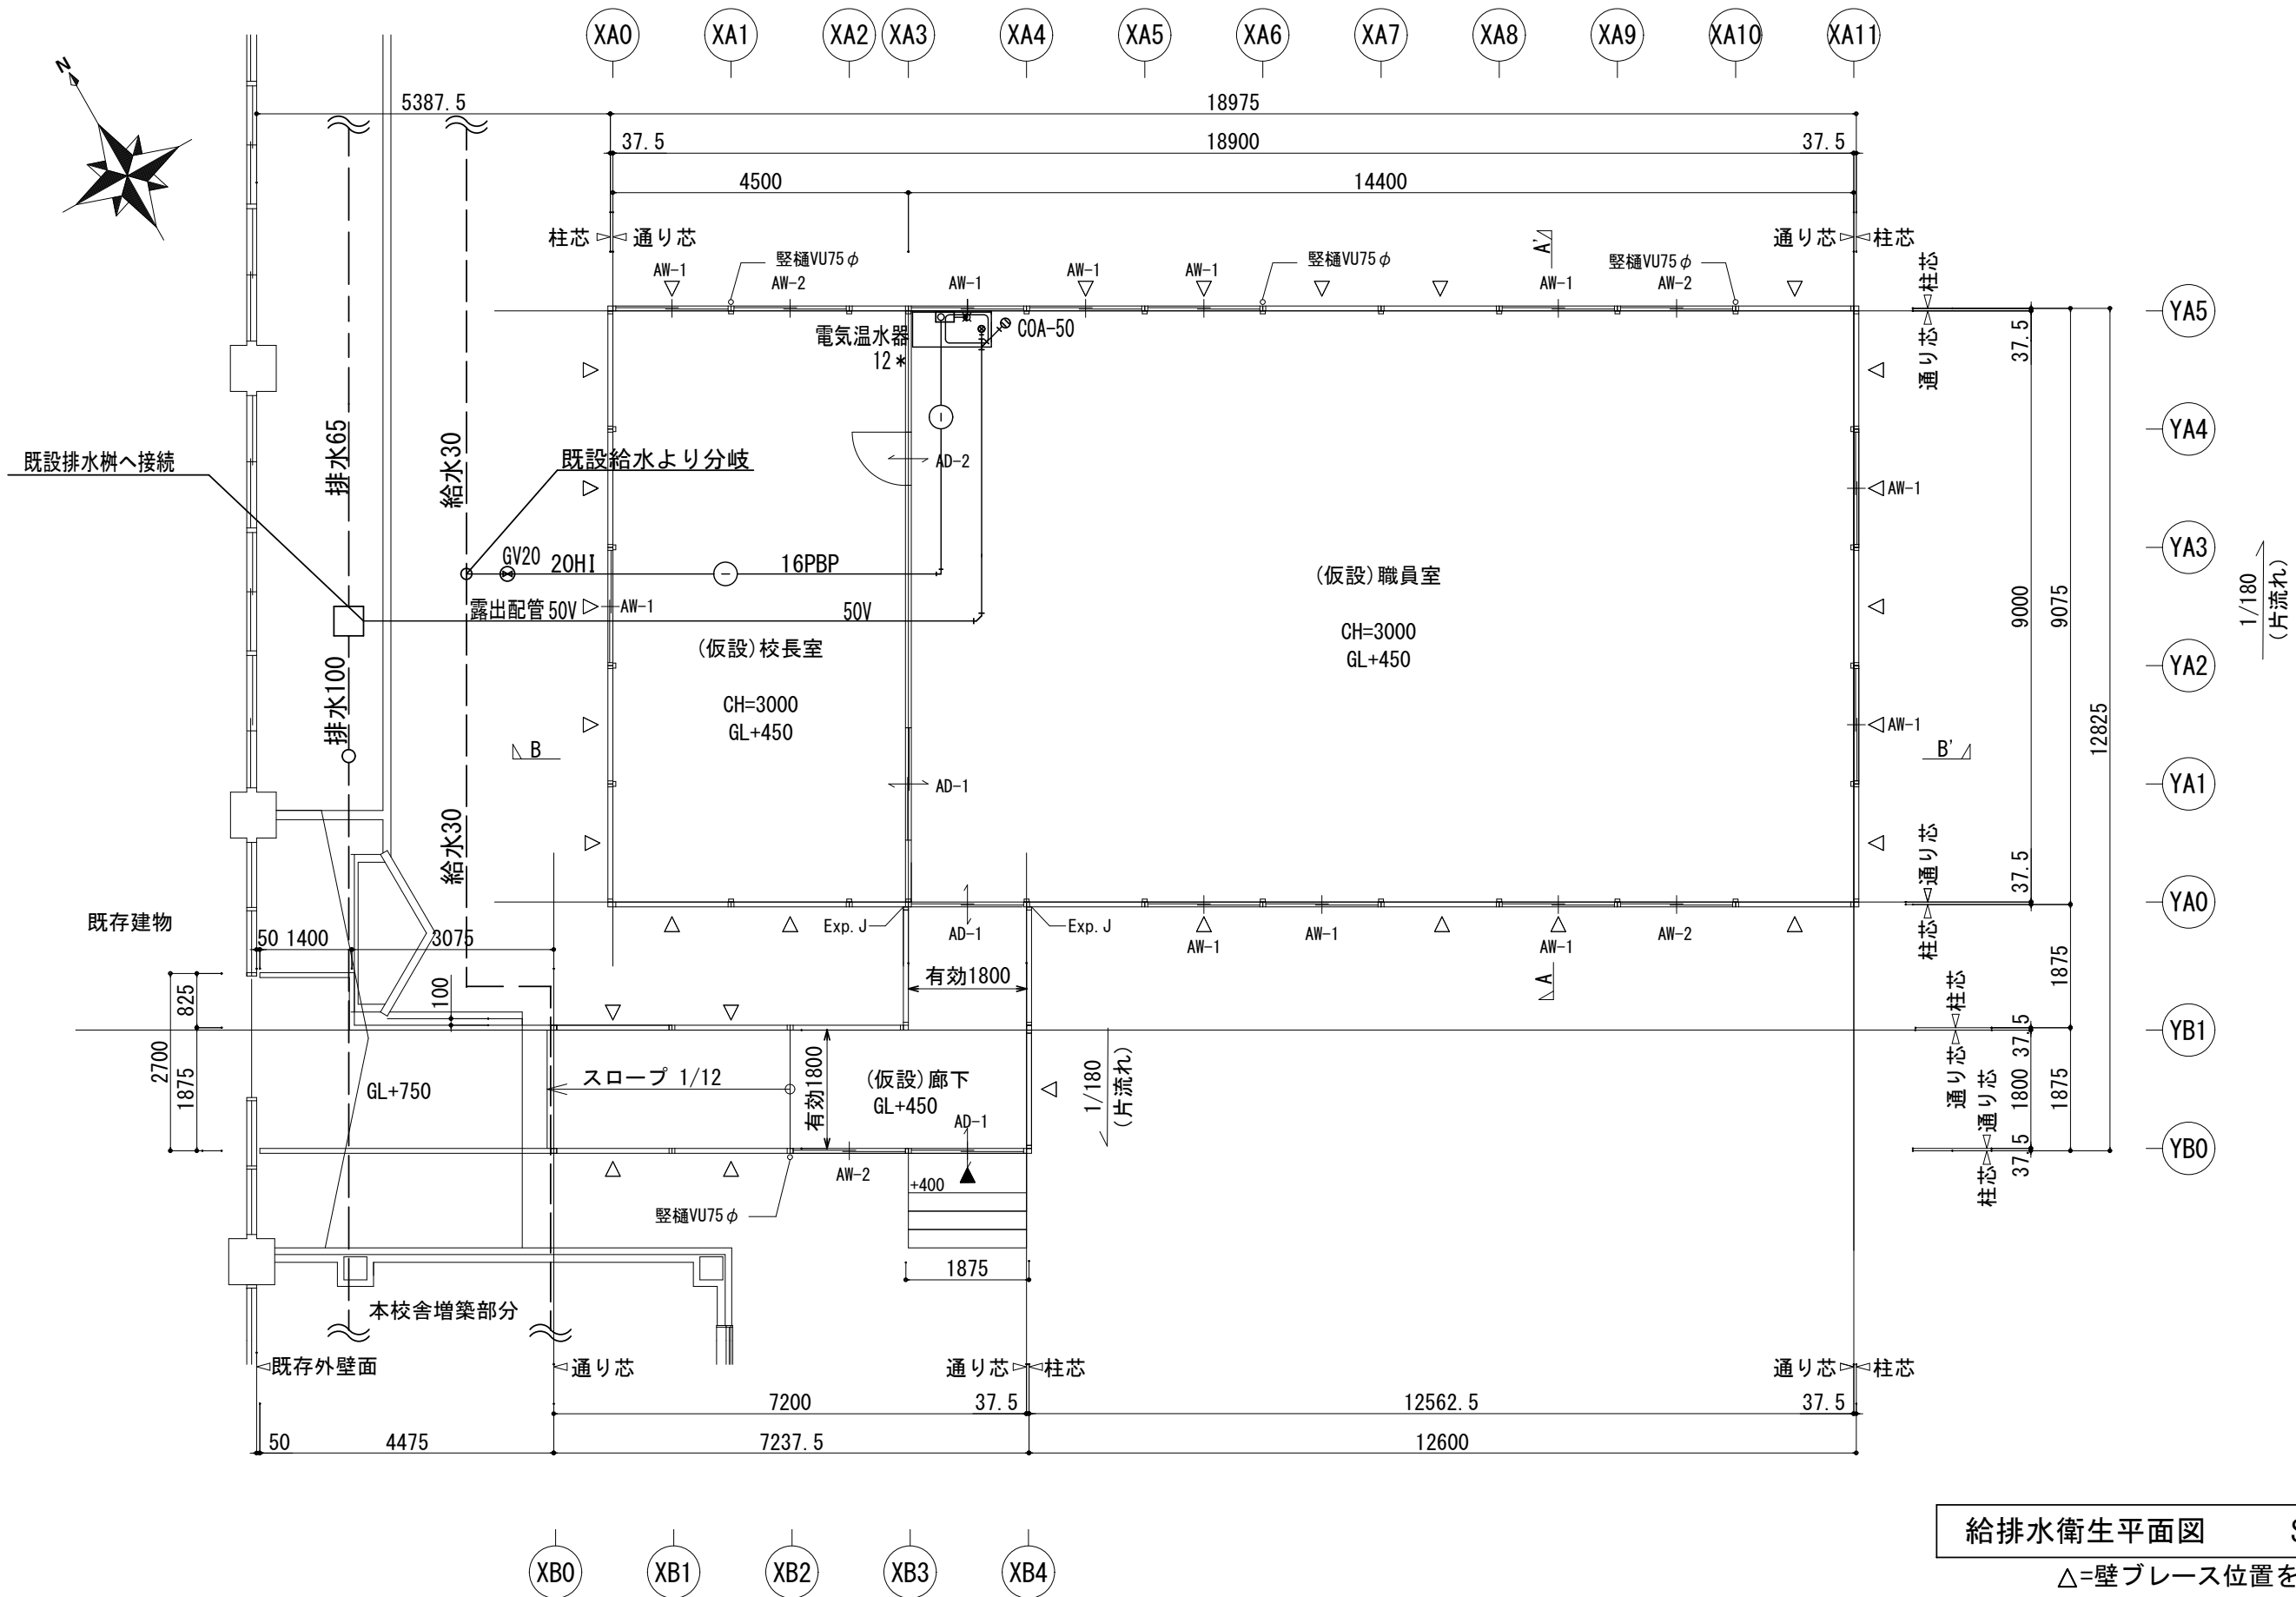 XA0 XA1 XA2 XA3 XA4 XA5 XA6 XA7 XA8 XA9 XA10 XA11
N
5387.5 18975
37.5 18900 37.5
4500 14400
柱芯 通り芯 通り芯 柱芯
竪樋VU75φ 竪樋VU75φ 竪樋VU75φ
AW-1 AW-2 AW-1 AW-1 AW-1 AW-1 AW-2
A'
柱芯
通り芯
37.5
YA5
電気温水器
12
COA-50
YA4
排水65
給水30
既設排水桝へ接続
既設給水より分岐
AD-2
AW-1
GV20 20HI 16PBP
YA3
(仮設)職員室
CH=3000
GL+450
露出配管 50V AW-1 50V
(仮設)校長室
CH=3000
GL+450
9000
9075
12825
1/180
(片流れ)
YA2
排水100
B
AW-1
B'
AD-1
YA1
給水30
通り芯
柱芯
37.5
YA0
既存建物
Exp.J AD-1 Exp.J
AW-1 AW-1 AW-1 AW-2
A
50 1400 3075
有効1800
100
825
1875
2700
1875
柱芯
通り芯
37.5
YB1
GL+750
スロープ 1/12
有効1800
(仮設)廊下
GL+450
AD-1
1/180
(片流れ)
1800
1875
通り芯
柱芯
37.5
YB0
AW-2
+400
竪樋VU75φ
1875
本校舎増築部分
既存外壁面 通り芯 通り芯 柱芯 通り芯 柱芯
7200 37.5 12562.5 37.5
50 4475 7237.5 12600
XB0 XB1 XB2 XB3 XB4
給排水衛生平面図
△=壁ブレース位置を